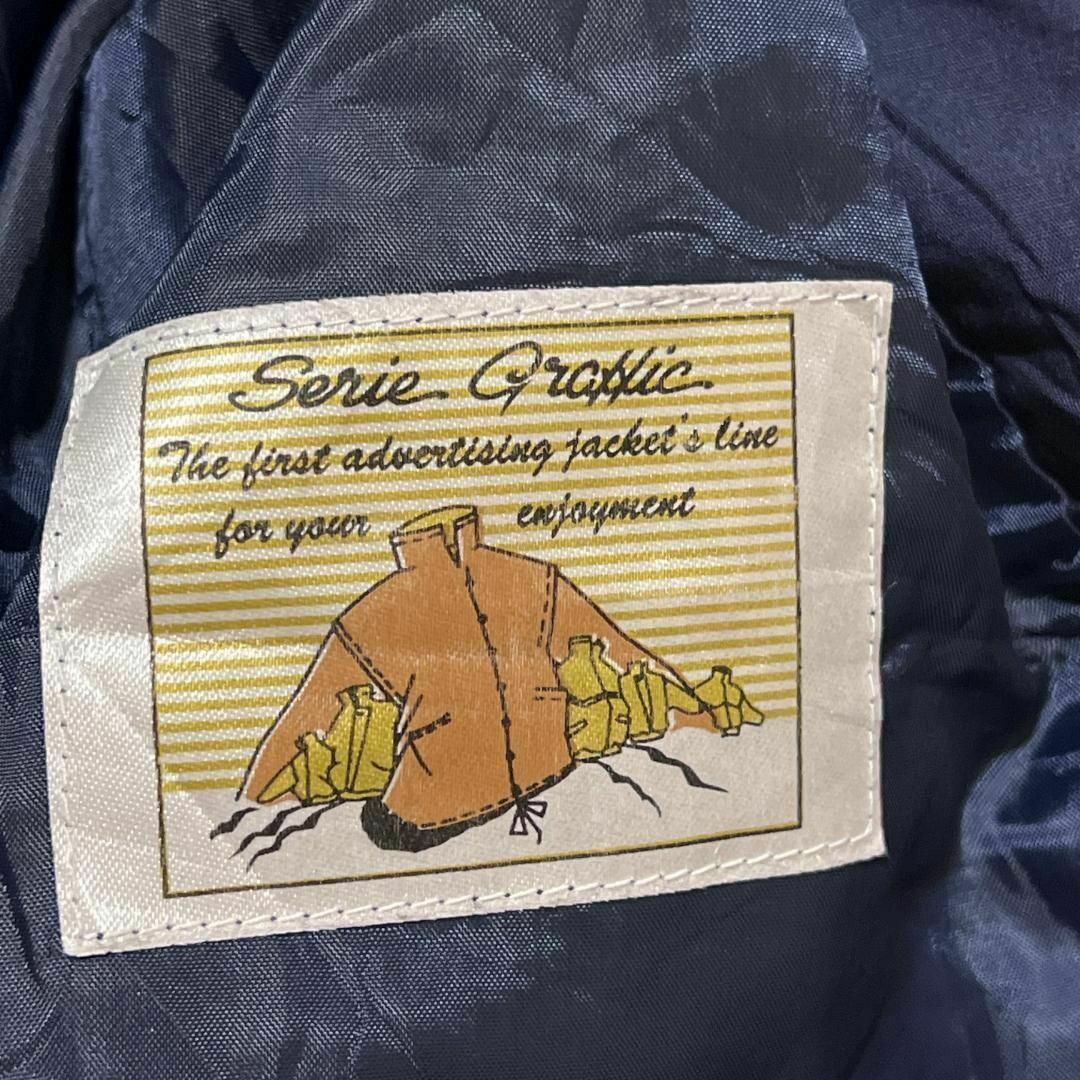 Serie Graffic
The first advertising jacket's line
for your enjoyment